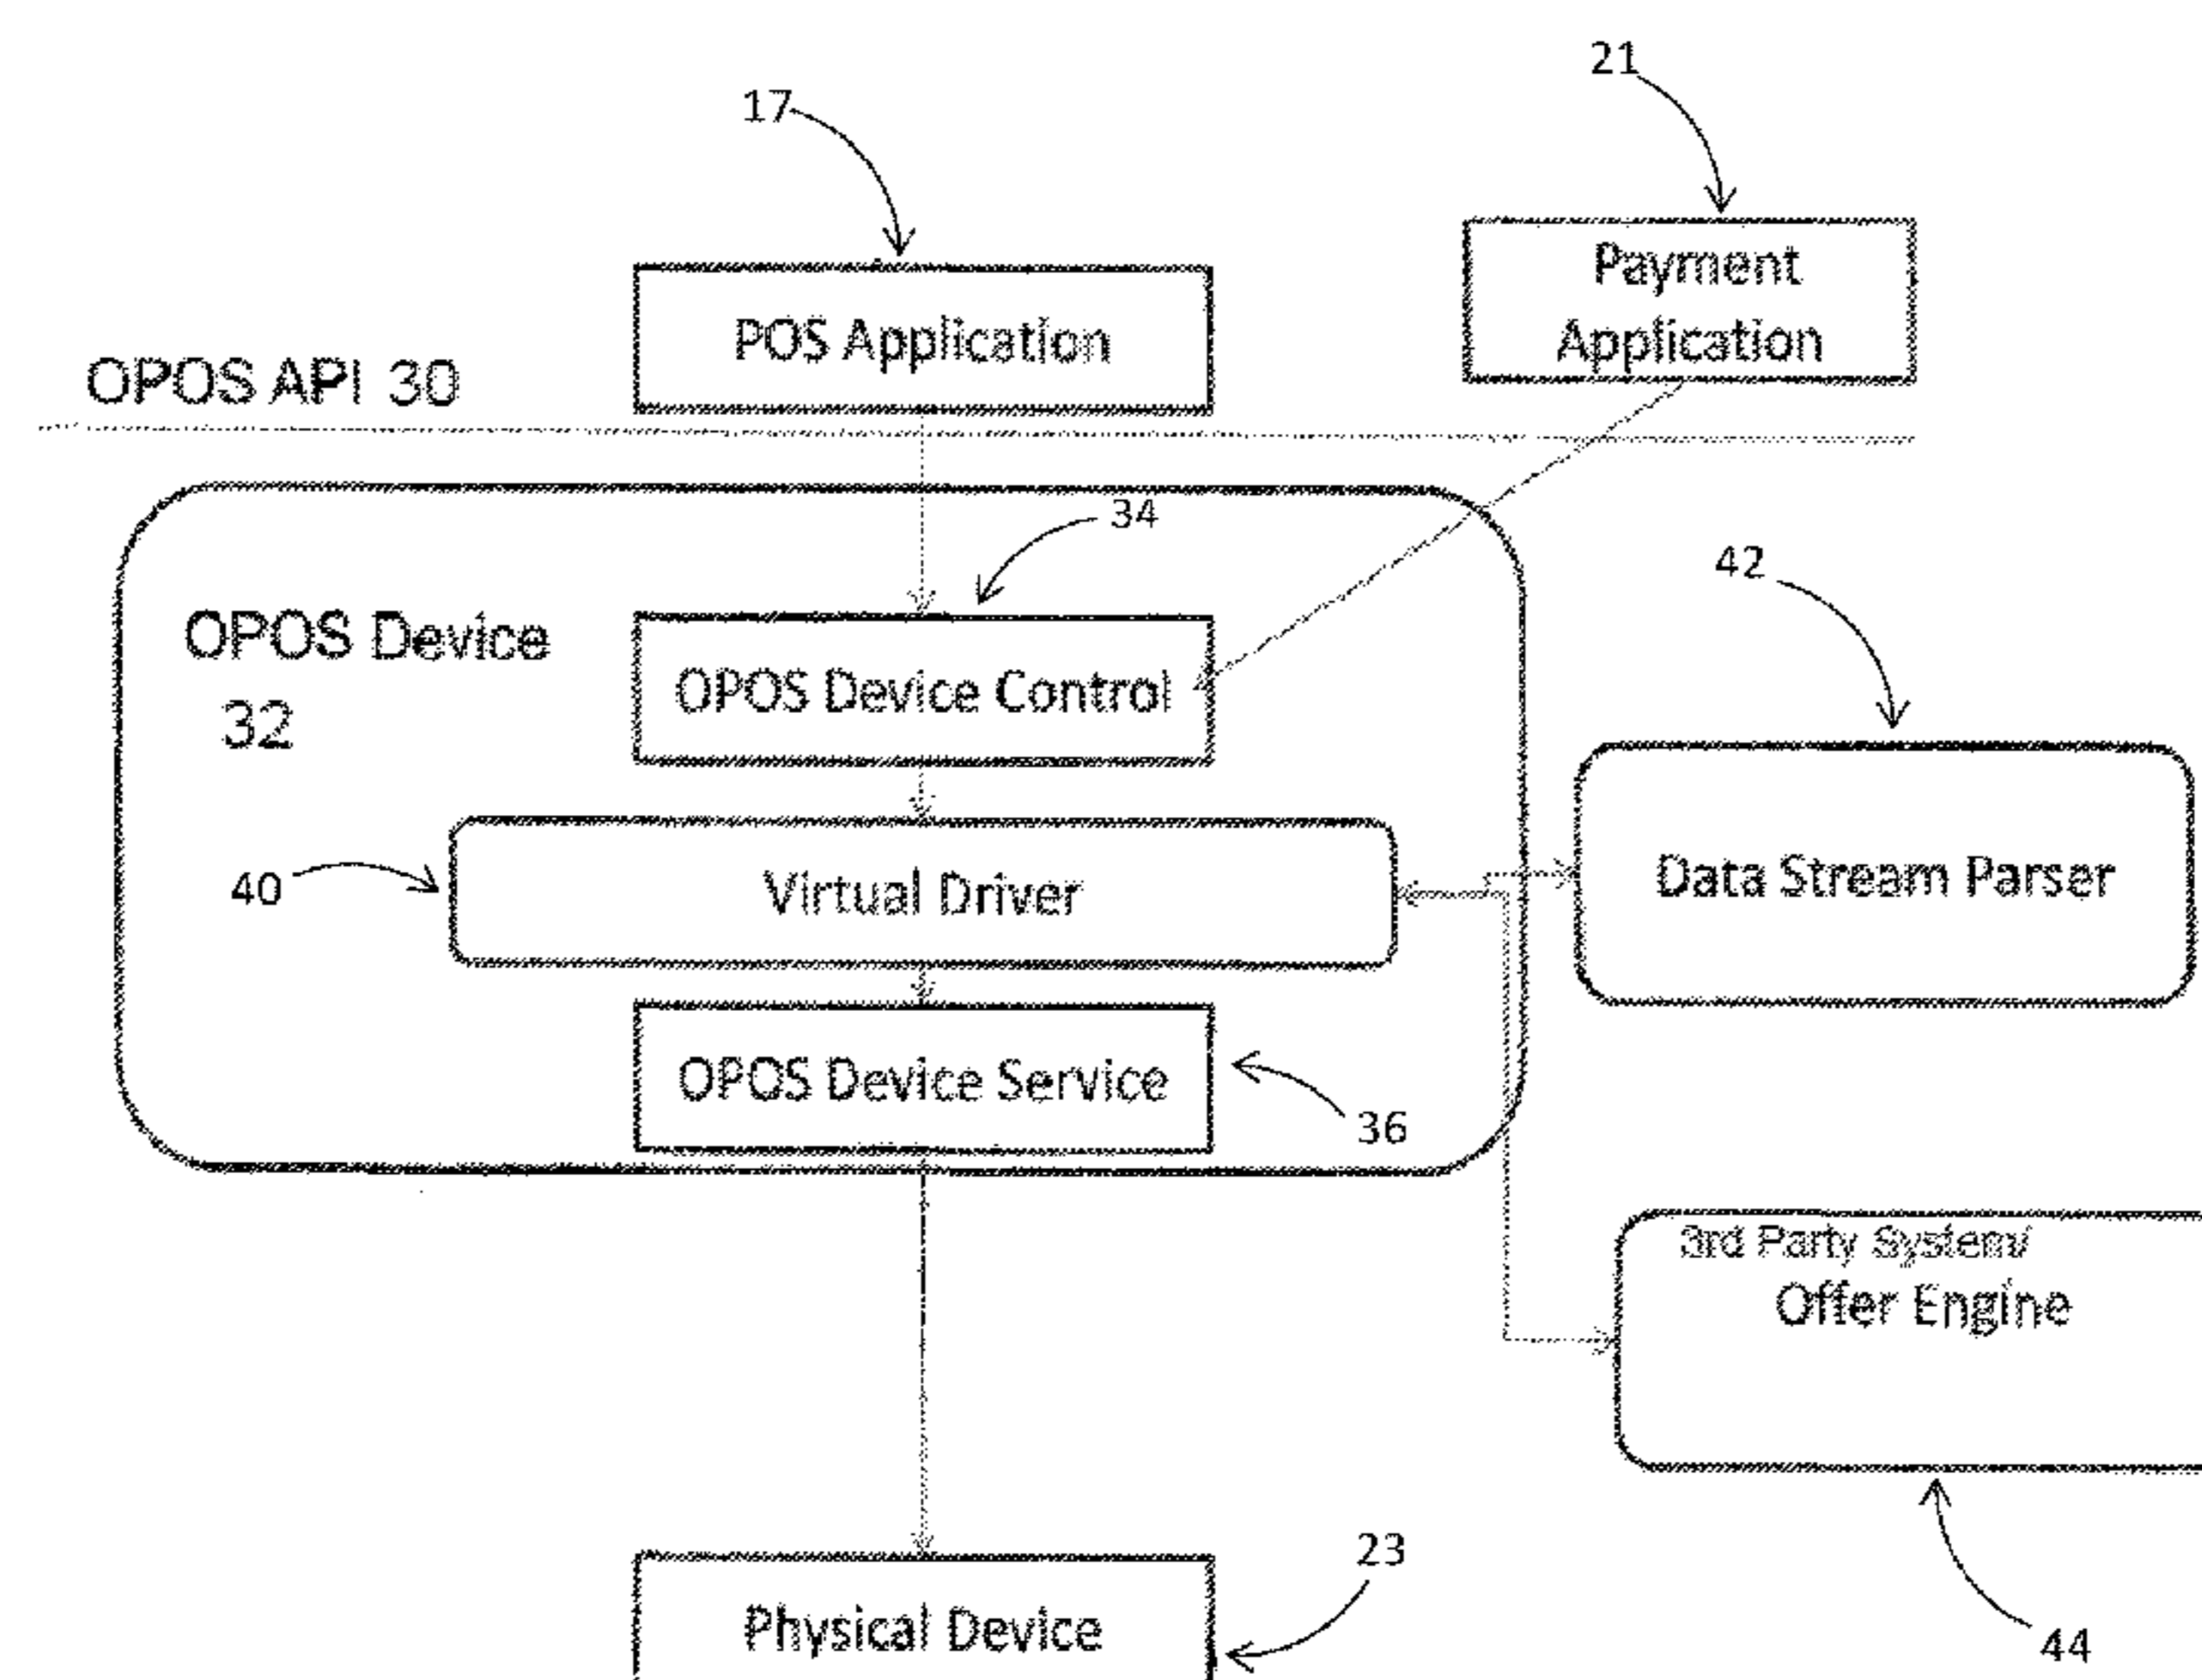 21
17
Payment
Application
POS Application
OPOS API 30
34
42
OPOS Device
32
OPOS Device Control
Virtual Driver
40
Data Stream Parser
OPOS Device Service
36
3rd Party System/
Offer Engine
23
Physical Device
44